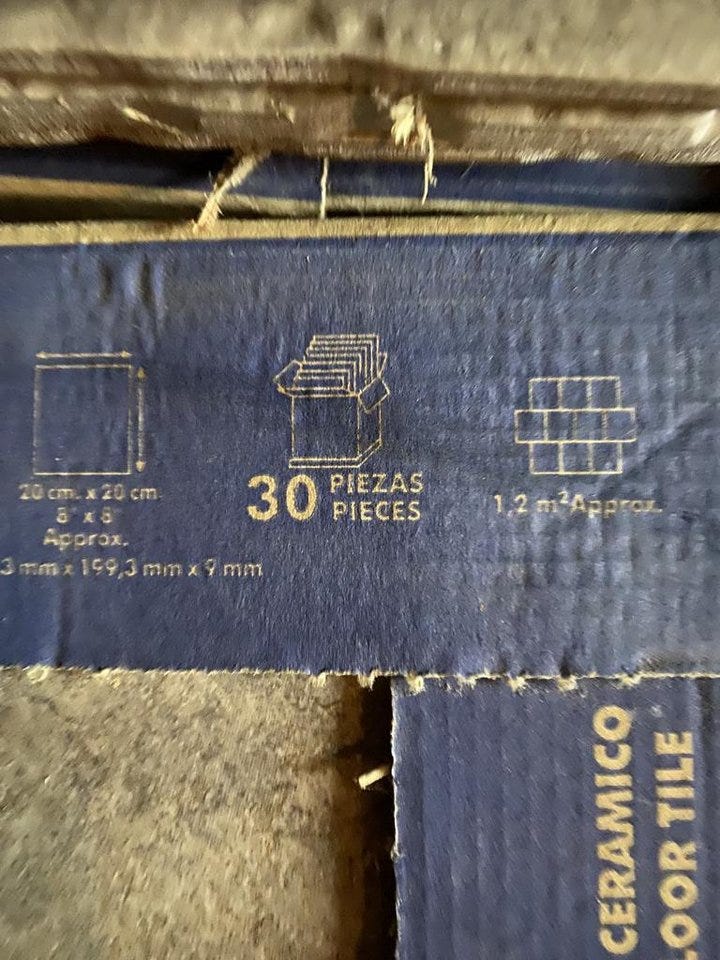 20 cm. x 20 cm
8" x 8"
Approx.
3 mm x 199,3 mm x 9 mm
30 PIEZAS
PIECES
1,2 m² Approx.
CERAMICO
LOOR TILE